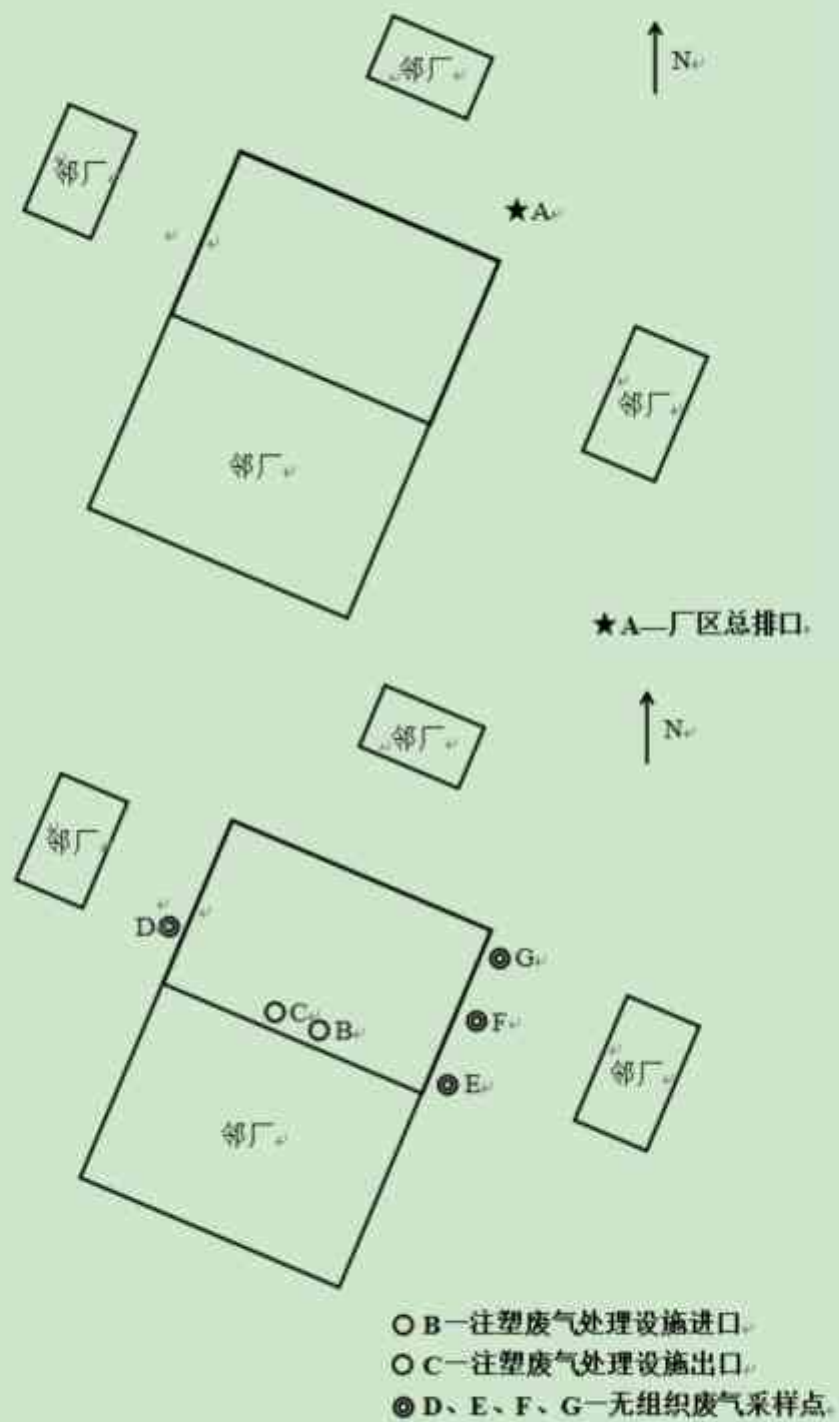 邻厂
N
邻厂
★A
邻厂
邻厂
★A—厂区总排口
邻厂
N
邻厂
D
G
C
B
F
E
邻厂
邻厂
B—注塑废气处理设施进口
C—注塑废气处理设施出口
D、E、F、G—无组织废气采样点